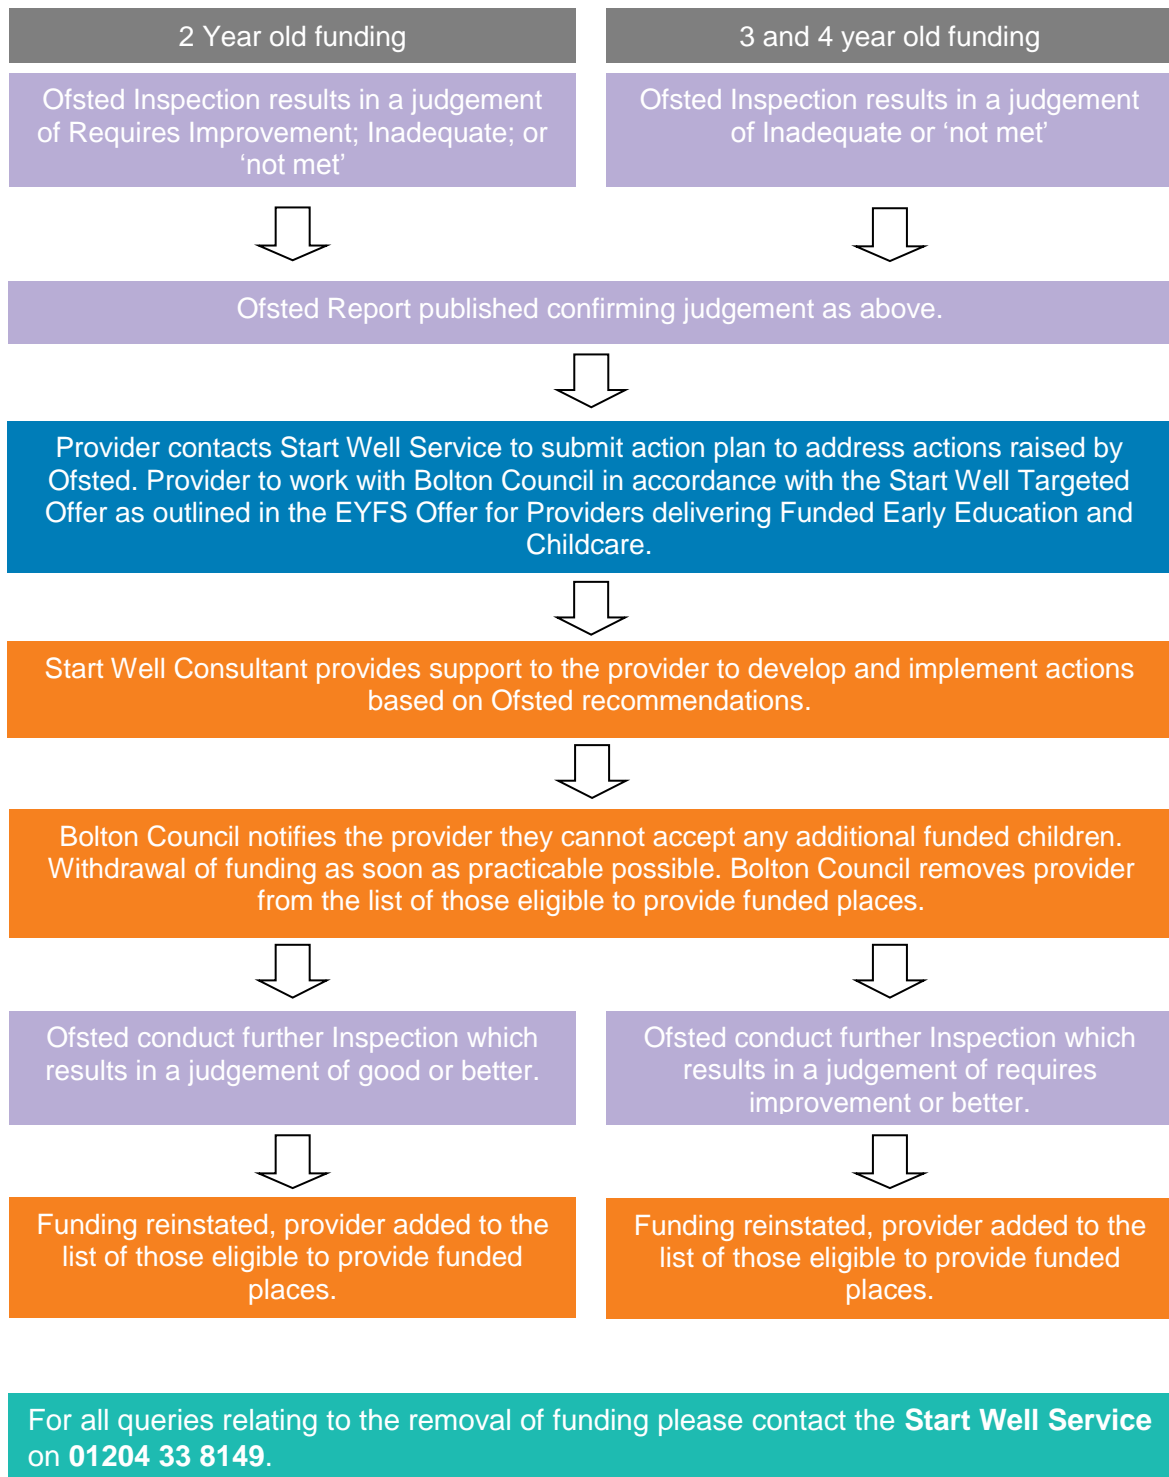 2 Year old funding
3 and 4 year old funding
Ofsted Inspection results in a judgement
of Requires Improvement; Inadequate; or
‘not met’
Ofsted Inspection results in a judgement
of Inadequate or ‘not met’
Ofsted Report published confirming judgement as above.
Provider contacts Start Well Service to submit action plan to address actions raised by
Ofsted. Provider to work with Bolton Council in accordance with the Start Well Targeted
Offer as outlined in the EYFS Offer for Providers delivering Funded Early Education and
Childcare.
Start Well Consultant provides support to the provider to develop and implement actions
based on Ofsted recommendations.
Bolton Council notifies the provider they cannot accept any additional funded children.
Withdrawal of funding as soon as practicable possible. Bolton Council removes provider
from the list of those eligible to provide funded places.
Ofsted conduct further Inspection which
results in a judgement of good or better.
Ofsted conduct further Inspection which
results in a judgement of requires
improvement or better.
Funding reinstated, provider added to the
list of those eligible to provide funded
places.
Funding reinstated, provider added to the
list of those eligible to provide funded
places.
For all queries relating to the removal of funding please contact the Start Well Service
on 01204 33 8149.